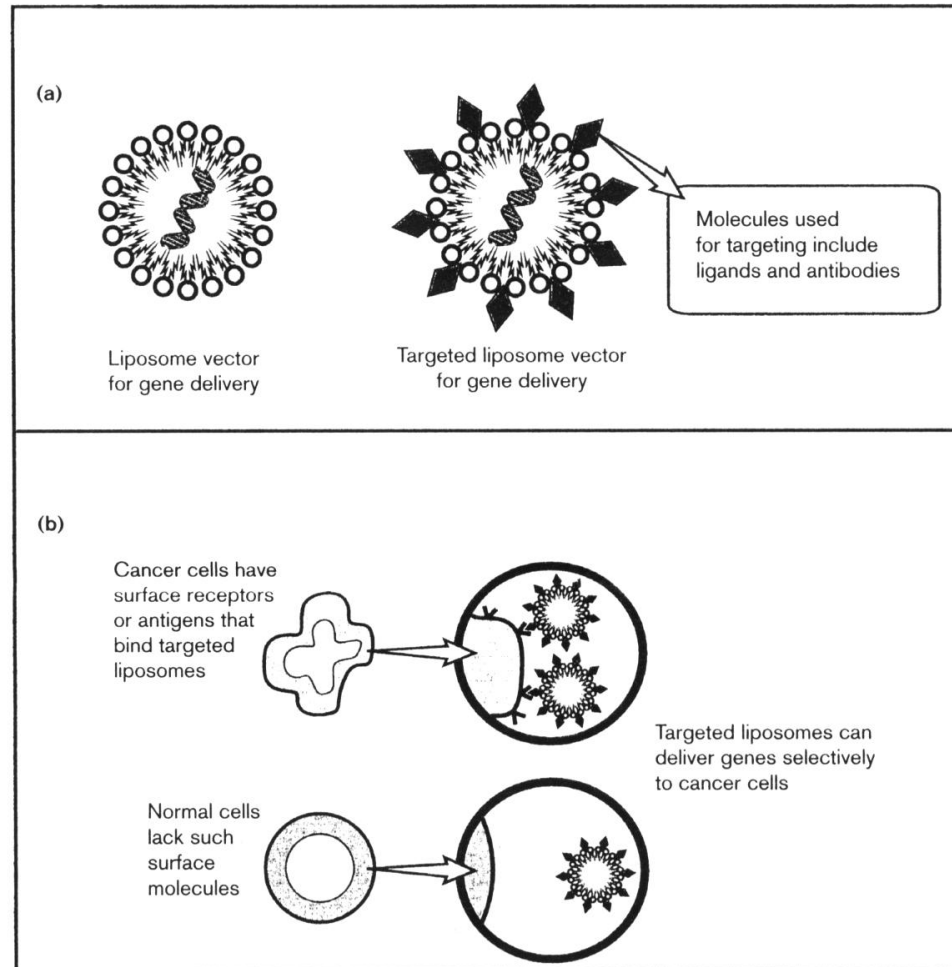 (a)
Liposome vector
for gene delivery
Targeted liposome vector
for gene delivery
Molecules used
for targeting include
ligands and antibodies
(b)
Cancer cells have
surface receptors
or antigens that
bind targeted
liposomes
Targeted liposomes can
deliver genes selectively
to cancer cells
Normal cells
lack such
surface
molecules